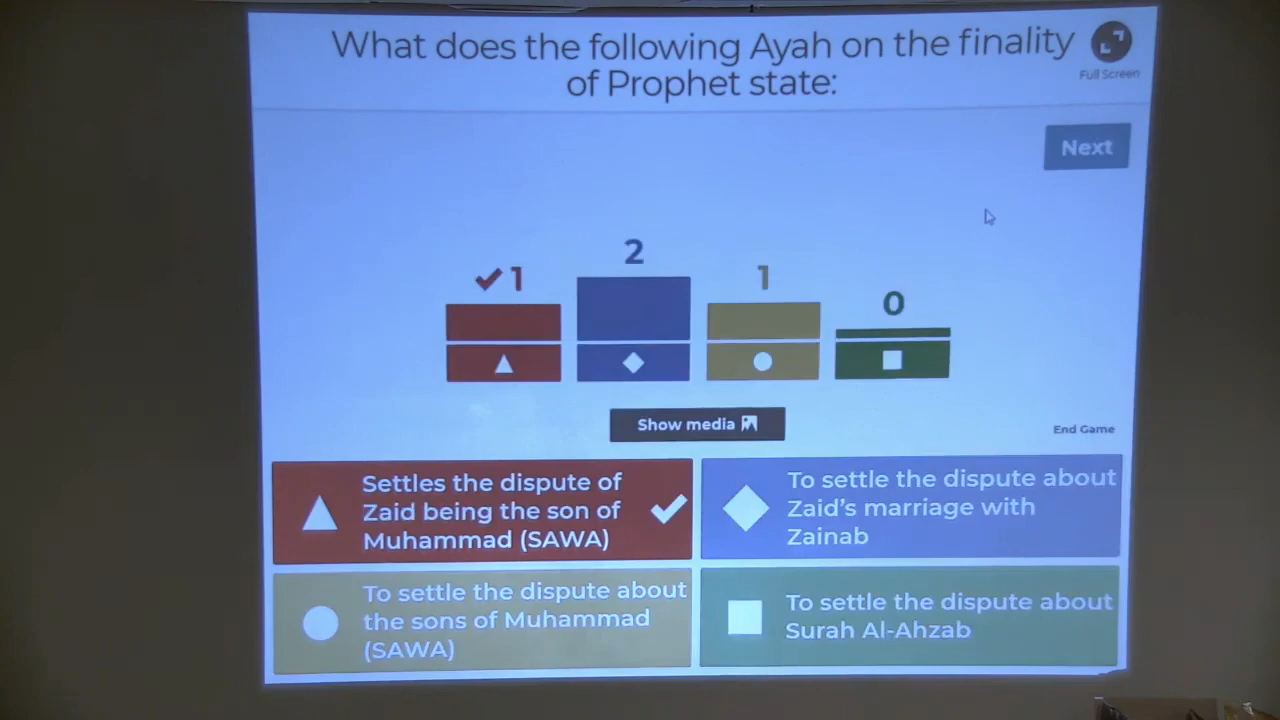 What does the following Ayah on the finality
of Prophet state:
Full Screen
Next
1
2
1
0
Show media
End Game
Settles the dispute of
Zaid being the son of
Muhammad (SAWA)
To settle the dispute about
Zaid's marriage with
Zainab
To settle the dispute about
the sons of Muhammad
(SAWA)
To settle the dispute about
Surah Al-Ahzab